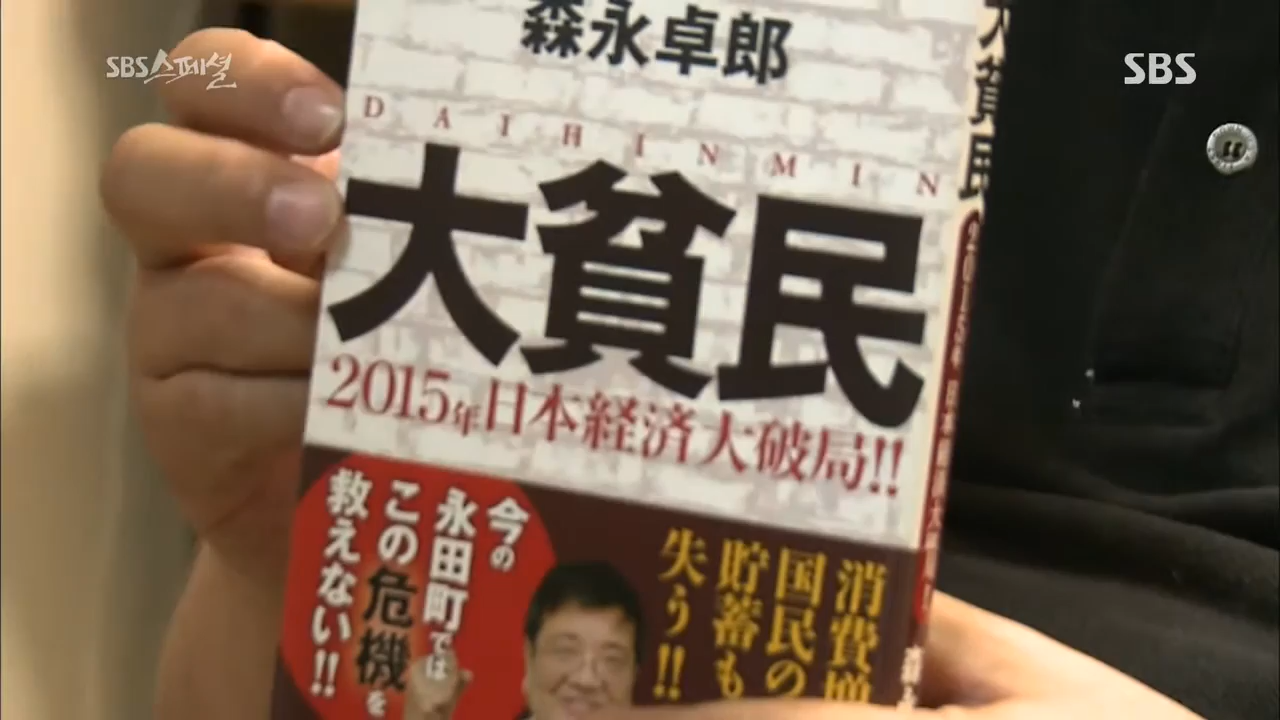 SBS스페셜
SBS
森永卓郎
DAIHINMIN
大貧民
2015年日本経済大破局!!
今の
永田町では
この危機を
救えない!!
消費増
国民の
貯蓄も
失う!!
大貧民